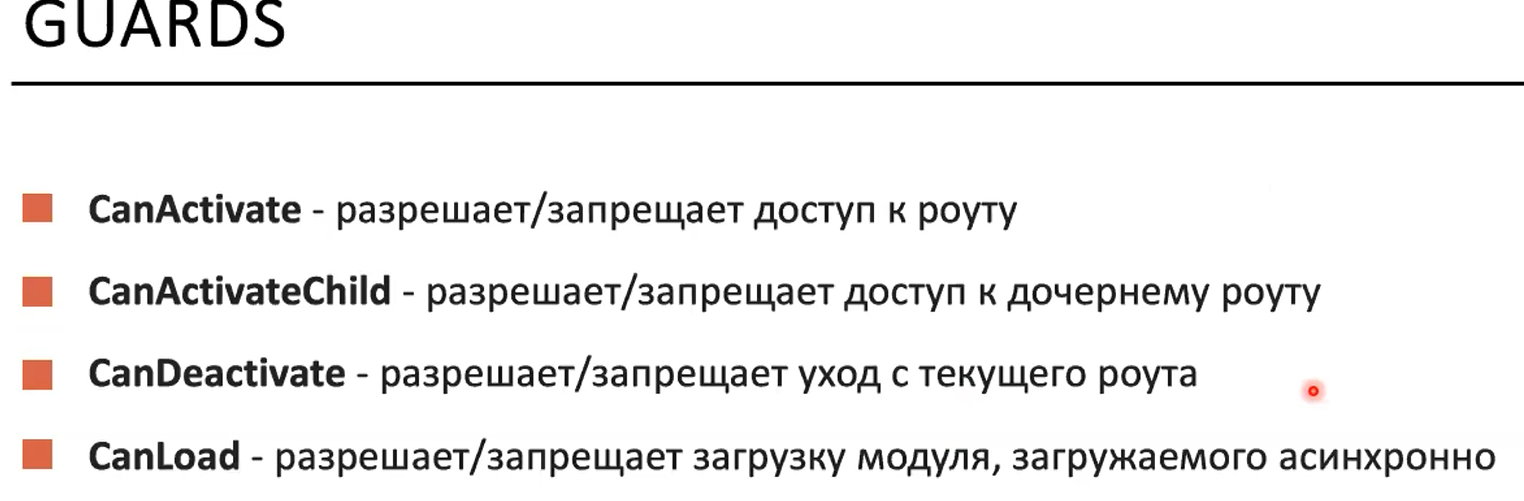 GUARDS
CanActivate - разрешает/запрещает доступ к роуту
CanActivateChild - разрешает/запрещает доступ к дочернему роуту
CanDeactivate - разрешает/запрещает уход с текущего роута
CanLoad - разрешает/запрещает загрузку модуля, загружаемого асинхронно